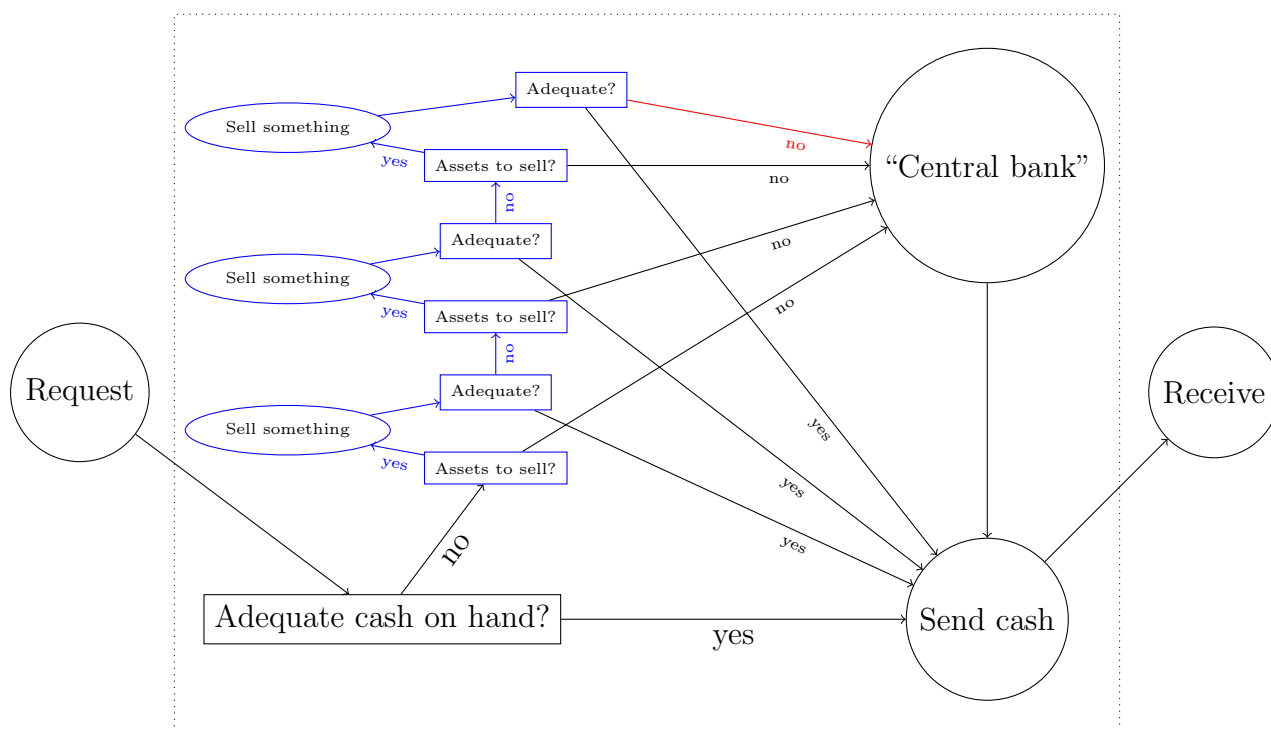 Adequate?
Sell something
no
yes
Assets to sell?
no
“Central bank”
no
Adequate?
no
Sell something
yes
Assets to sell?
no
no
Request
Adequate?
Receive
Sell something
yes
yes
Assets to sell?
yes
no
yes
Adequate cash on hand?
yes
Send cash